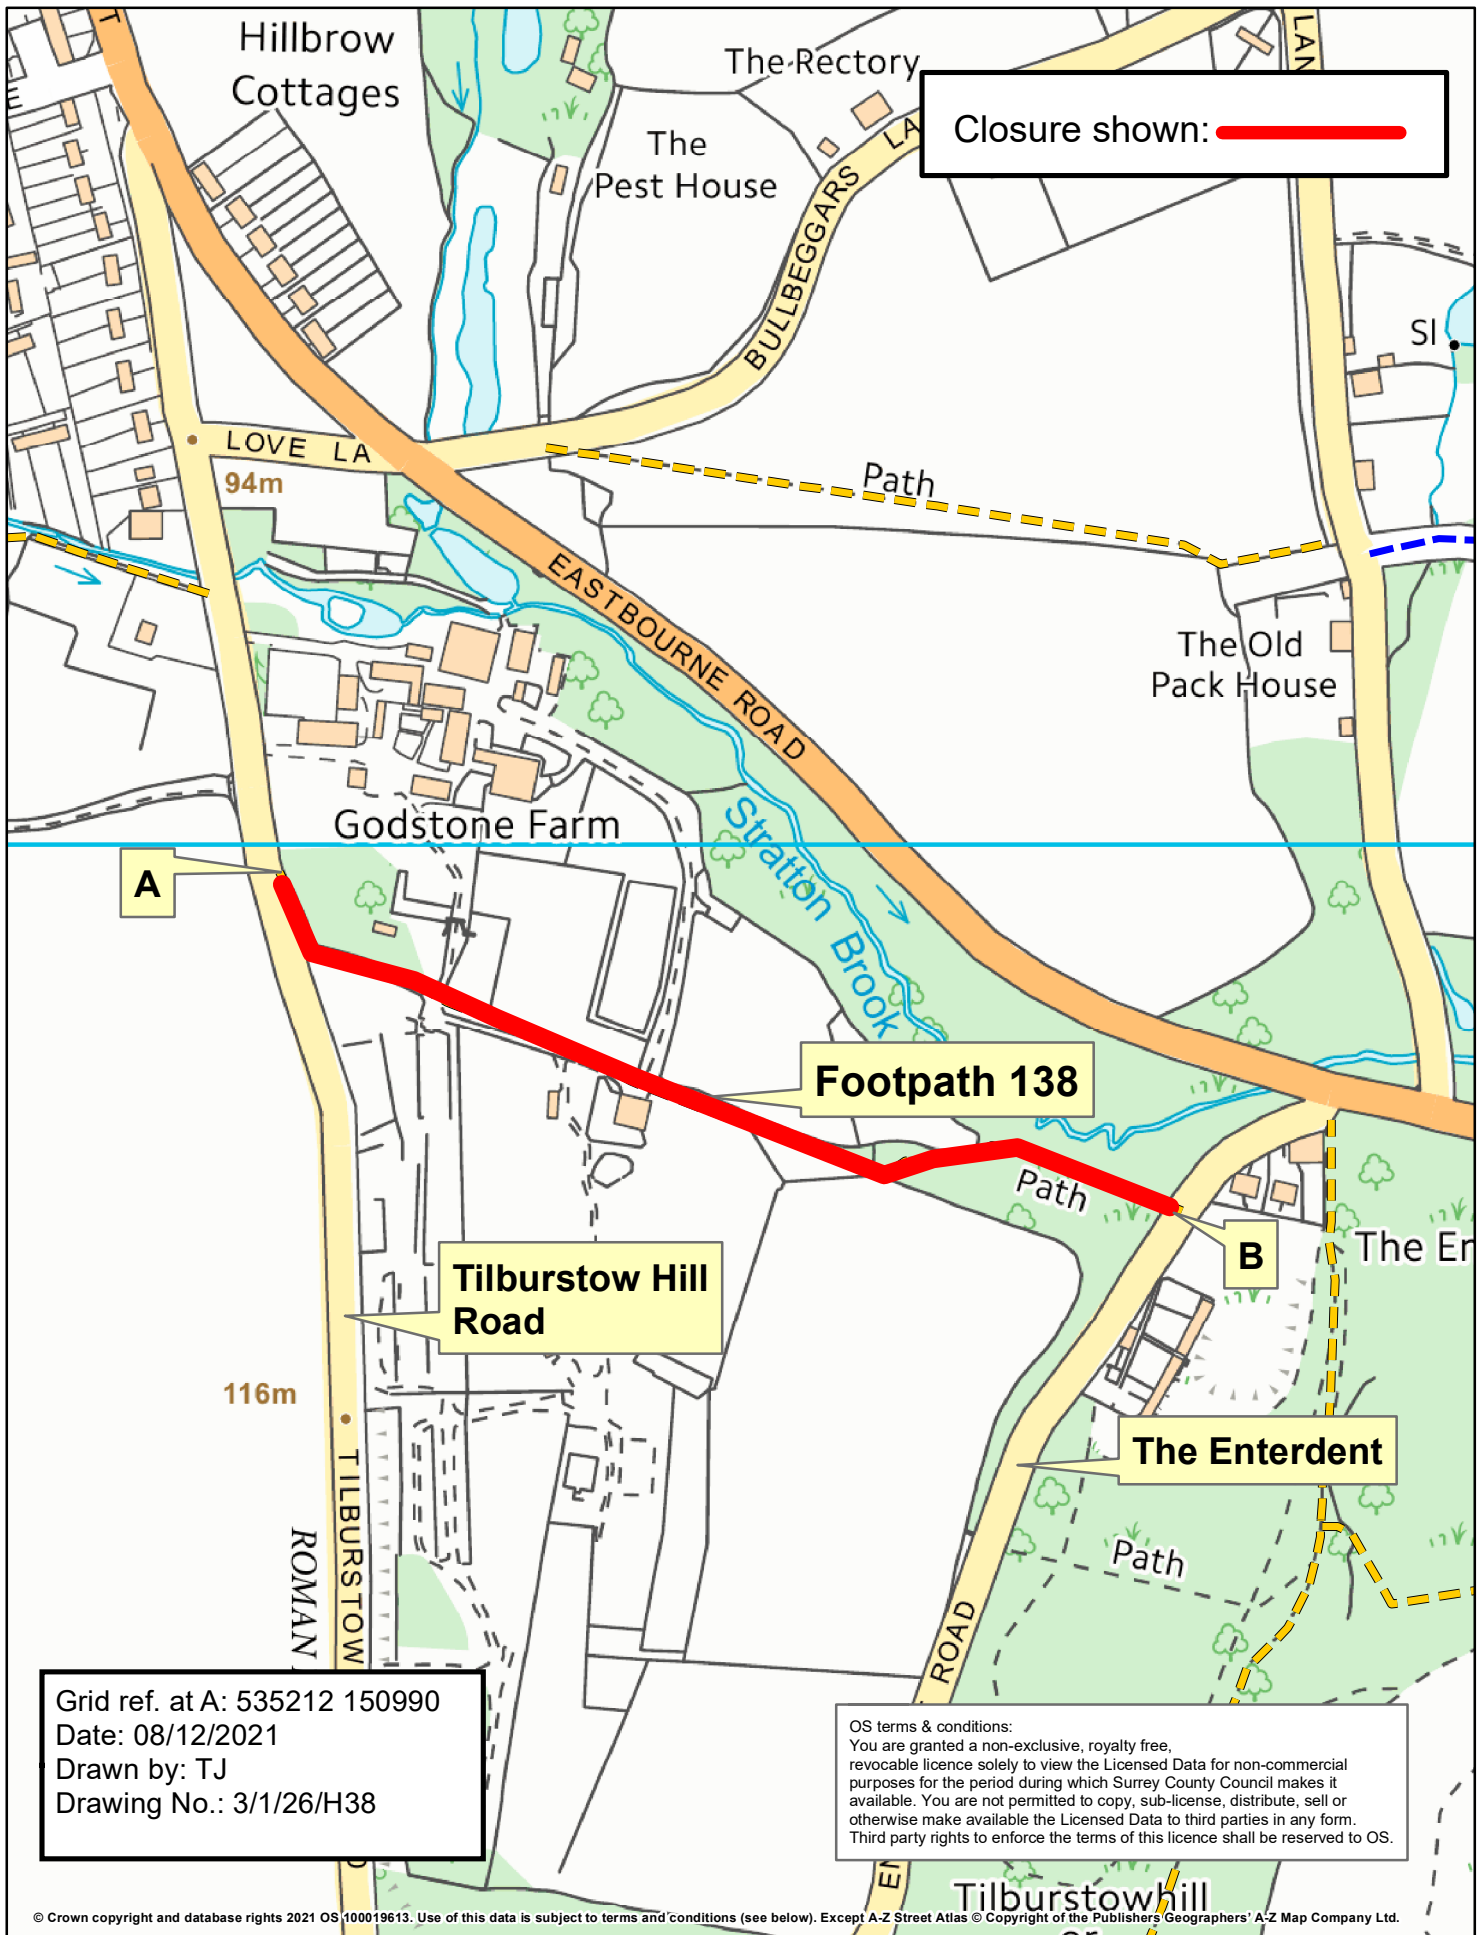 Hillbrow
Cottages
The Rectory
The
Pest House
Closure shown:
BULLBEGGARS LA
LAN
Sl
LOVE LA
94m
Path
EASTBOURNE ROAD
The Old
Pack House
Godstone Farm
A
Stratton Brook
Footpath 138
Path
B
The En
Tilburstow Hill
Road
116m
The Enterdent
TILBURSTOW
ROMAN
Path
ROAD
Grid ref. at A: 535212 150990
Date: 08/12/2021
Drawn by: TJ
Drawing No.: 3/1/26/H38
OS terms & conditions:
You are granted a non-exclusive, royalty free,
revocable licence solely to view the Licensed Data for non-commercial
purposes for the period during which Surrey County Council makes it
available. You are not permitted to copy, sub-license, distribute, sell or
otherwise make available the Licensed Data to third parties in any form.
Third party rights to enforce the terms of this licence shall be reserved to OS.
EN
Tilburstowhill
© Crown copyright and database rights 2021 OS 100019613. Use of this data is subject to terms and conditions (see below). Except A-Z Street Atlas © Copyright of the Publishers Geographers' A-Z Map Company Ltd.